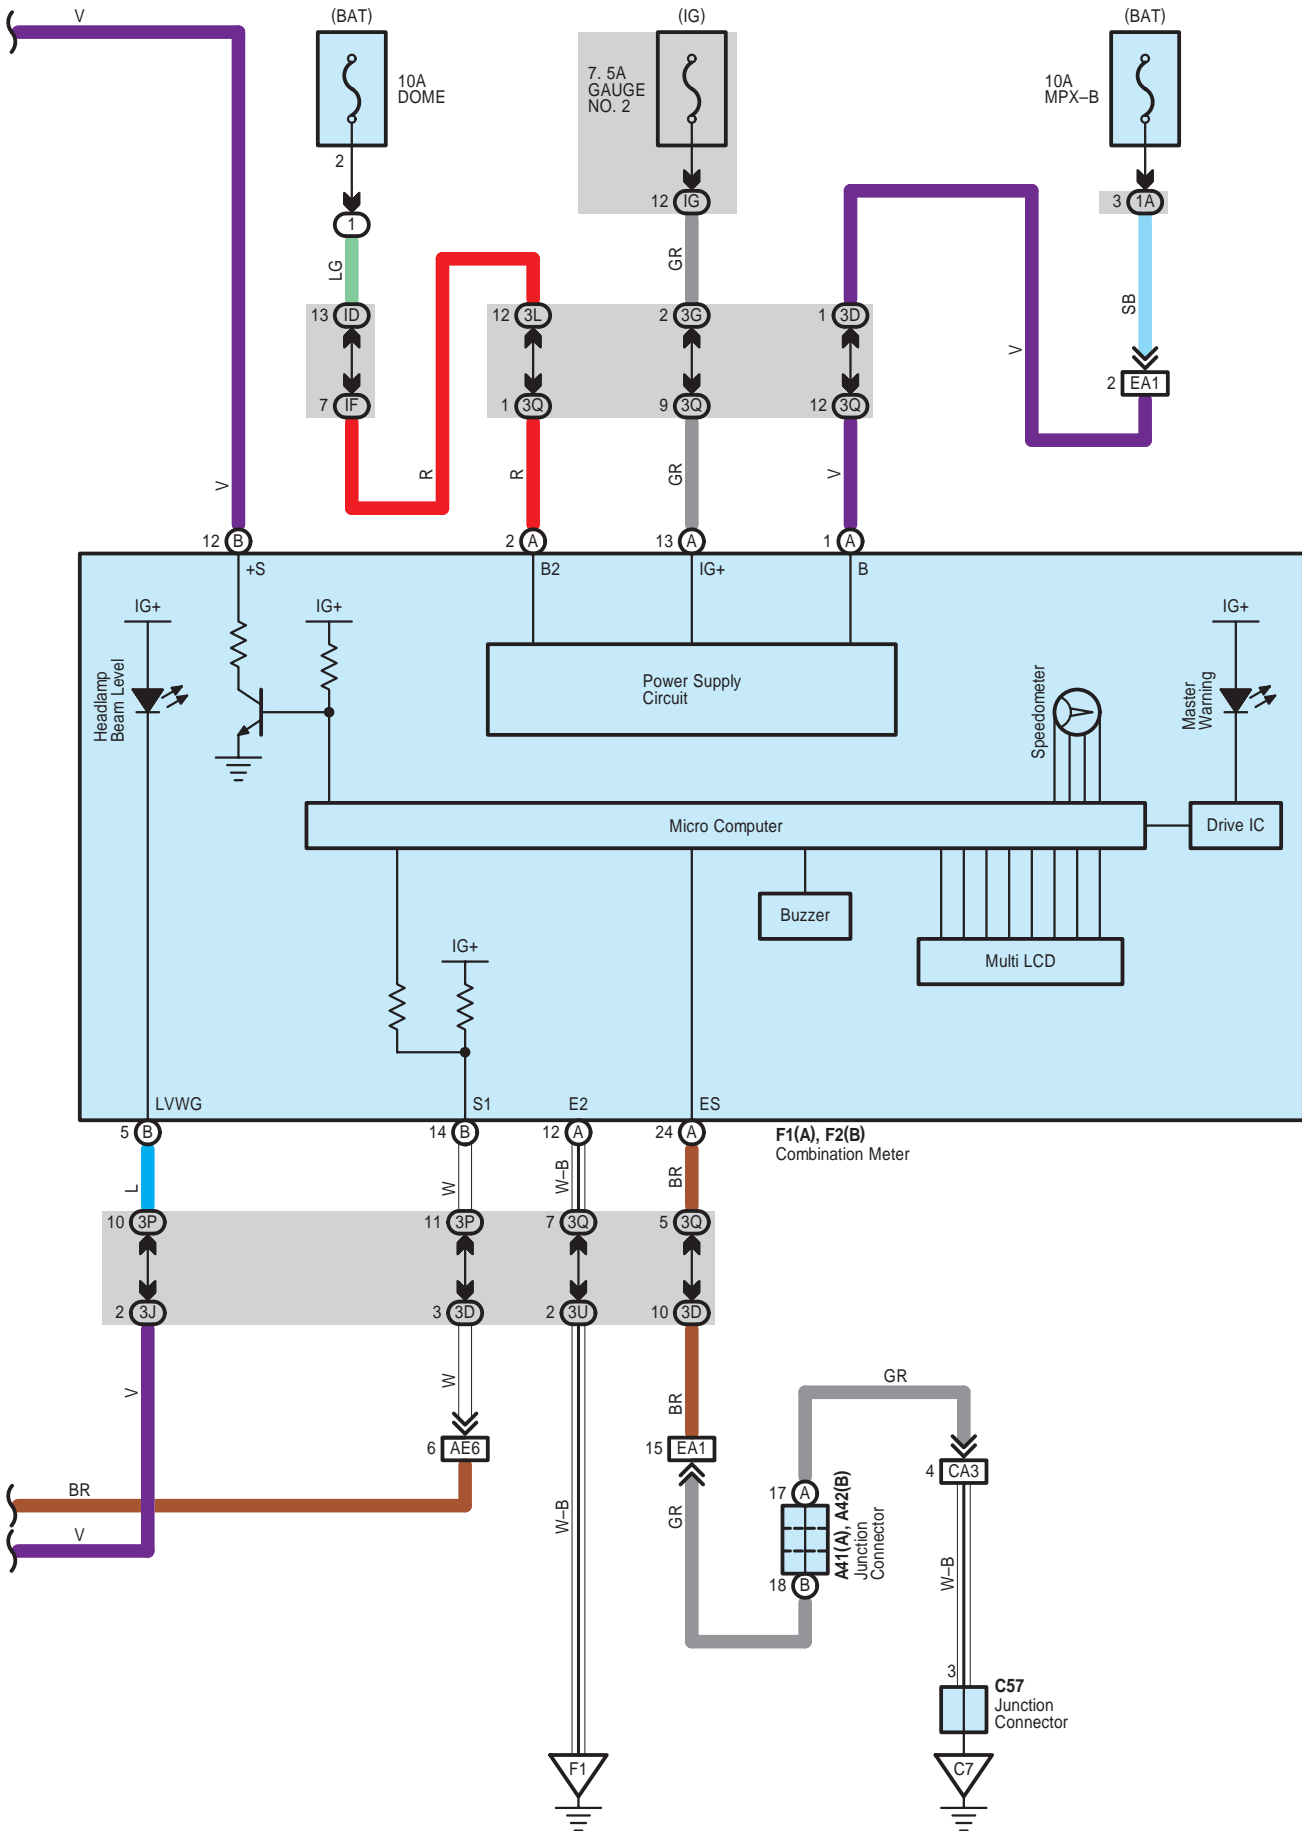 V
(BAT)
(IG)
(BAT)
10A
DOME
7. 5A
GAUGE
NO. 2
10A
MPX–B
2
12 IG
3 1A
1
LG
GR
SB
13 ID
12 3L
2 3G
1 3D
V
2 EA1
7 IF
1 3Q
9 3Q
12 3Q
V
R
R
GR
V
12 B
2 A
13 A
1 A
+S
B2
IG+
B
IG+
IG+
IG+
Headlamp
Beam Level
Power Supply
Circuit
Speedometer
Master
Warning
Micro Computer
Drive IC
Buzzer
IG+
Multi LCD
LVWG
S1
E2
ES
5 B
14 B
12 A
24 A
F1(A), F2(B)
Combination Meter
L
W
W–B
BR
10 3P
11 3P
7 3Q
5 3Q
2 3J
3 3D
2 3U
10 3D
V
W
BR
GR
6 AE6
15 EA1
4 CA3
BR
17 A
A41(A), A42(B)
Junction
Connector
V
W–B
GR
18 B
W–B
3
C57
Junction
Connector
F1
C7